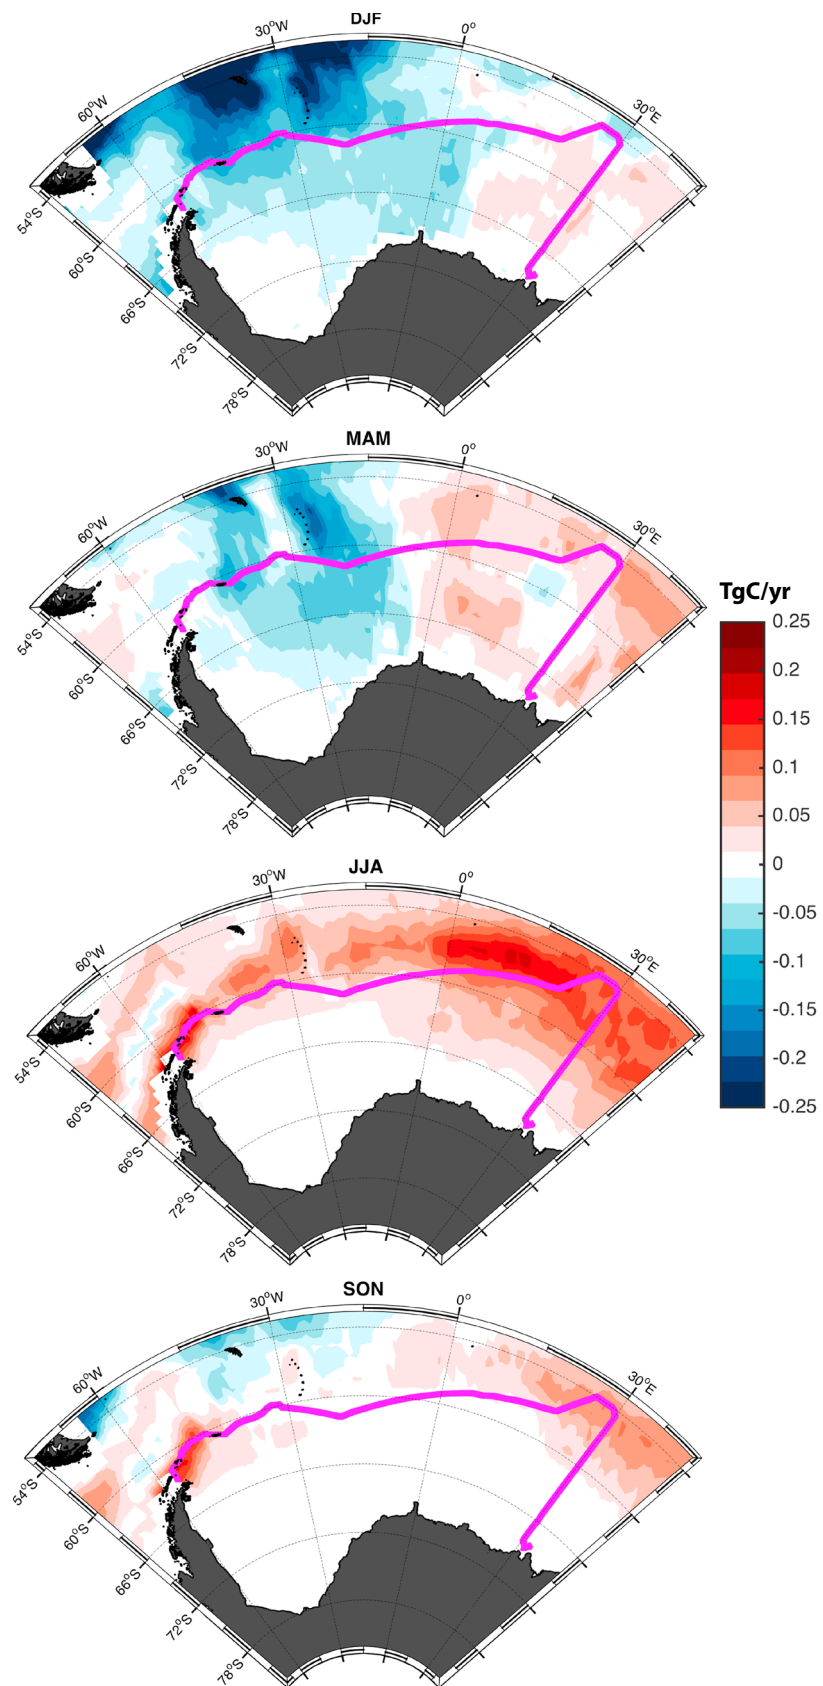 DJF
30°W
0°
60°W
30°E
54°S
60°S
66°S
72°S
78°S
MAM
30°W
0°
60°W
30°E
54°S
60°S
66°S
72°S
78°S
TgC/yr
0.25
0.2
0.15
0.1
0.05
0
-0.05
-0.1
-0.15
-0.2
-0.25
JJA
30°W
0°
60°W
30°E
54°S
60°S
66°S
72°S
78°S
SON
30°W
0°
60°W
30°E
54°S
60°S
66°S
72°S
78°S